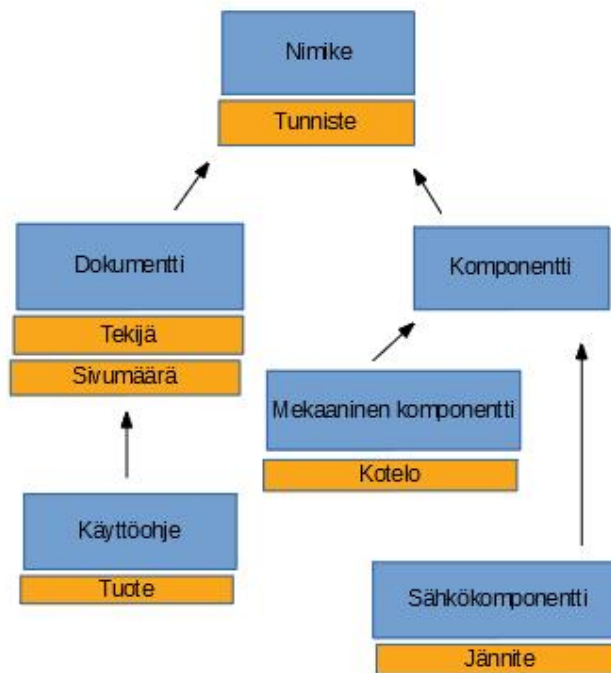 Nimike
Tunniste
Dokumentti
Tekijä
Sivumäärä
Komponentti
Mekaaninen komponentti
Kotelo
Käyttöohje
Tuote
Sähkökomponentti
Jännite